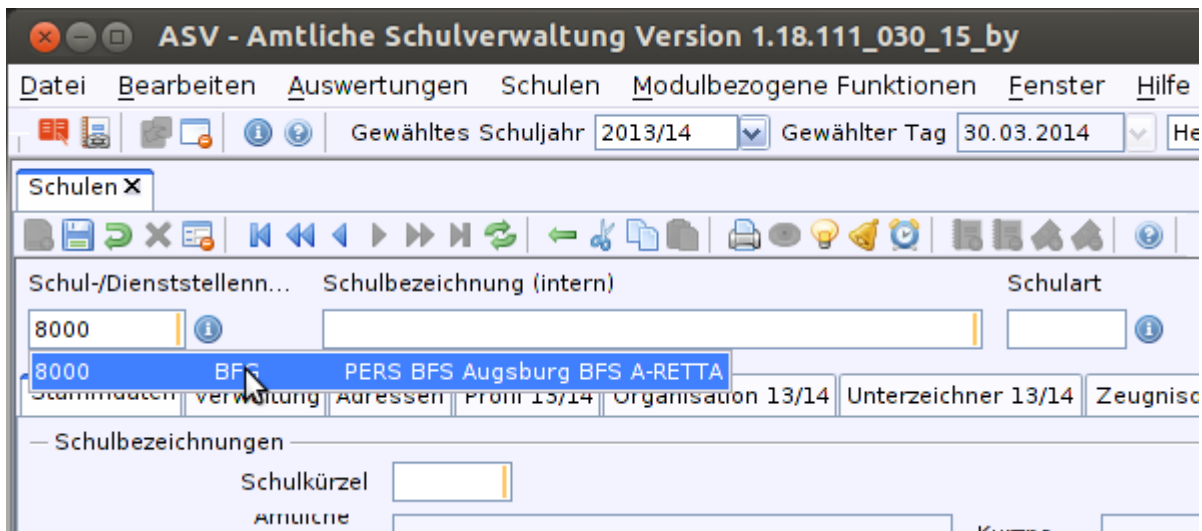 ASV - Amtliche Schulverwaltung Version 1.18.111_030_15_by
Datei Bearbeiten Auswertungen Schulen Modulbezogene Funktionen Fenster Hilfe
Gewähltes Schuljahr 2013/14 Gewählter Tag 30.03.2014 He
Schulen
Schul-/Dienststellenn... Schulbezeichnung (intern) Schulart
8000
8000 BFS PERS BFS Augsburg BFS A-RETTA
Stammdaten Verwaltung Adressen Profil 13/14 Organisation 13/14 Unterzeichner 13/14 Zeugnisd
Schulbezeichnungen
Schulkürzel
Amtliche